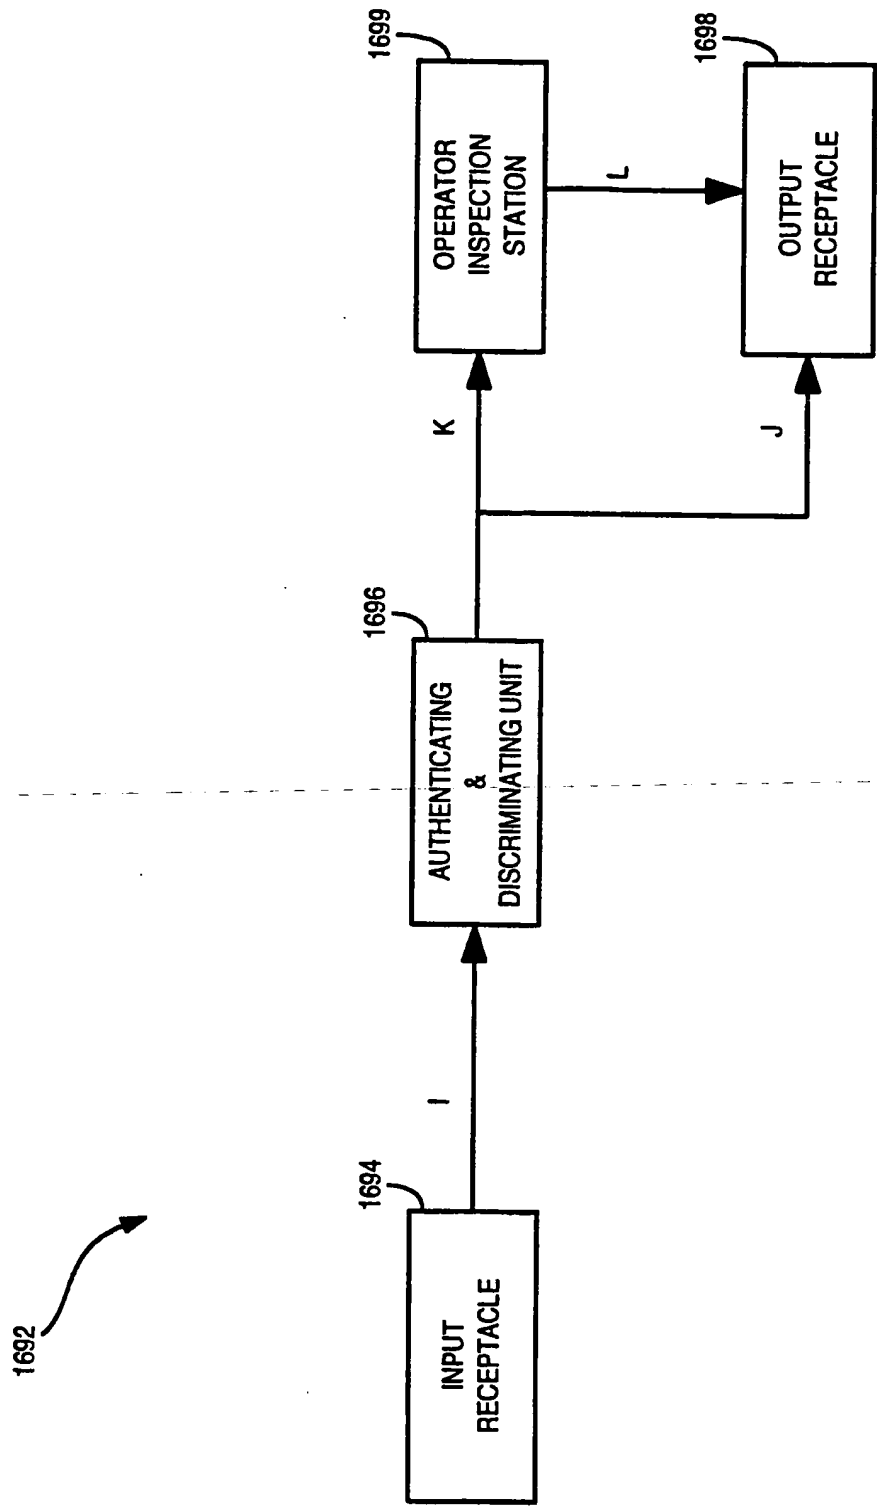 1692
1694
INPUT
RECEPTACLE
I
1696
AUTHENTICATING
&
DISCRIMINATING UNIT
K
1699
OPERATOR
INSPECTION
STATION
L
J
1698
OUTPUT
RECEPTACLE